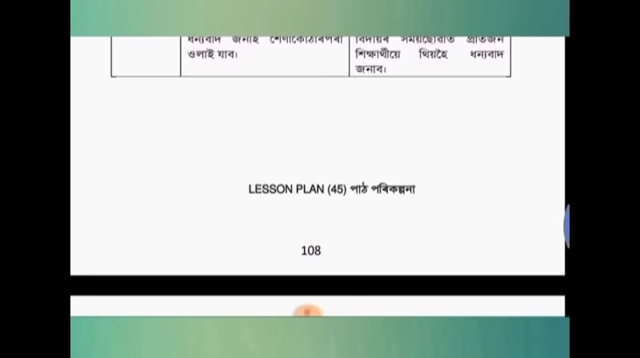 ধন্যবাদ জনাই শ্ৰেণীকোঠাৰপৰা
ওলাই যাব।
বিদায়ৰ সময়ছোৱাত প্ৰতিজন
শিক্ষাৰ্থীয়ে থিয়হৈ ধন্যবাদ
জনাব।
LESSON PLAN (45) পাঠ পৰিকল্পনা
108